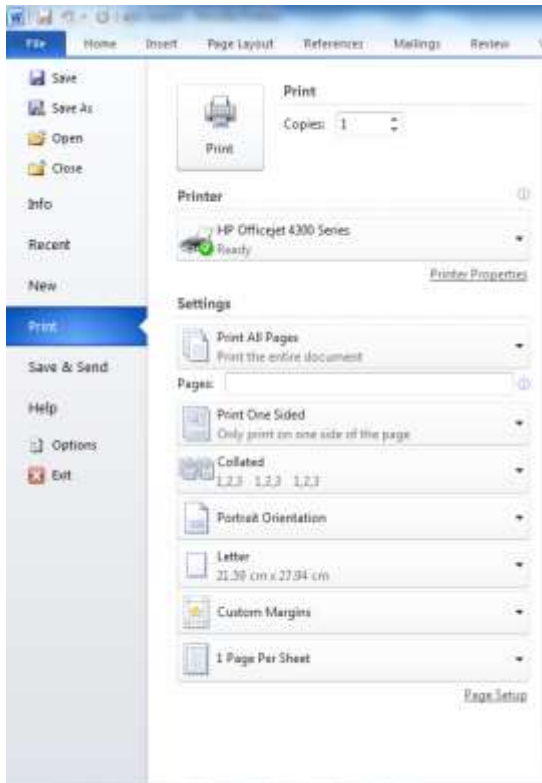 File Home Insert Page Layout References Mailings Review
Save
Save As
Open
Close
Info
Recent
New
Print
Save & Send
Help
Options
Exit
Print
Print
Copies: 1
Printer
HP Officejet 4300 Series
Ready
Printer Properties
Settings
Print All Pages
Print the entire document
Pages:
Print One Sided
Only print on one side of the page
Collated
1,2,3 1,2,3 1,2,3
Portrait Orientation
Letter
21.59 cm x 27.94 cm
Custom Margins
1 Page Per Sheet
Page Setup